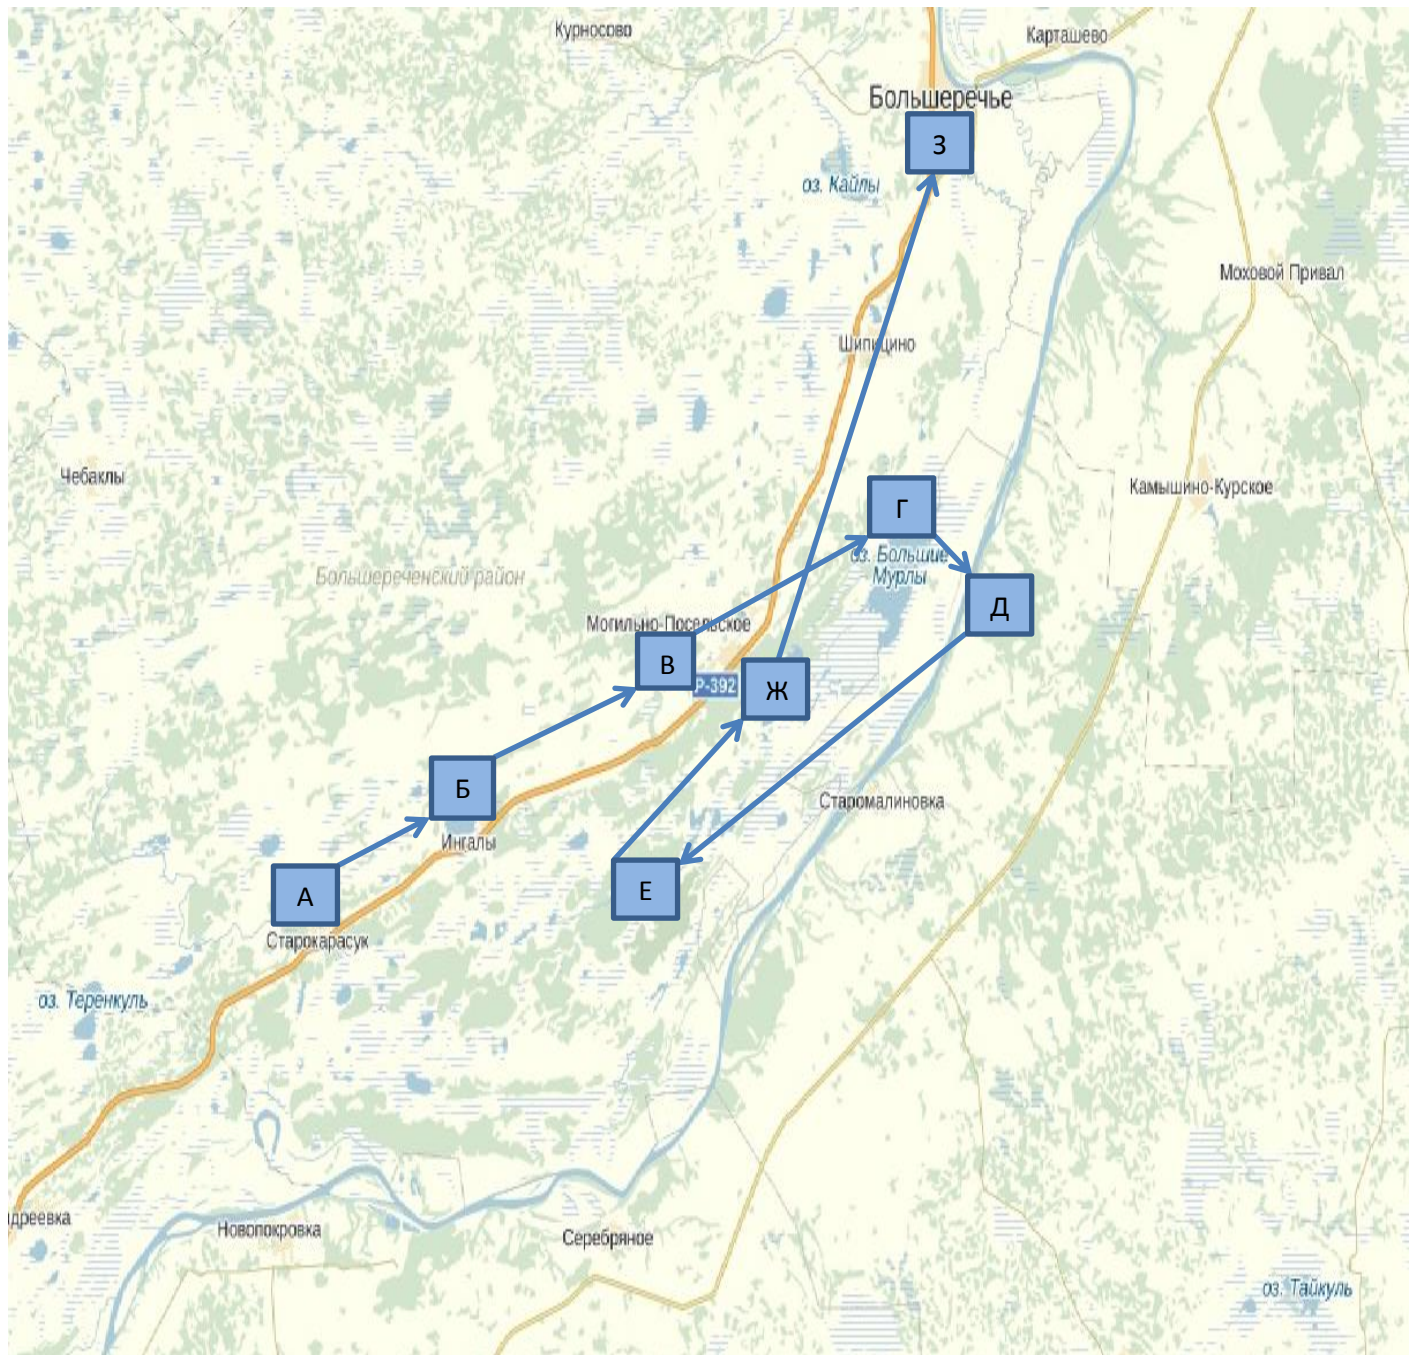 Курносово
Карташево
Большеречье
З
оз. Кайлы
Моховой Привал
Шипицино
Чебаклы
Камышино-Курское
Г
оз. Большие
Мурлы
Большереченский район
Д
Могильно-Посельское
В
Р-392
Ж
Б
Старомалиновка
Ингалы
Е
А
Старокарасук
оз. Теренкуль
дреевка
Новопокровка
Серебряное
оз. Тайкуль